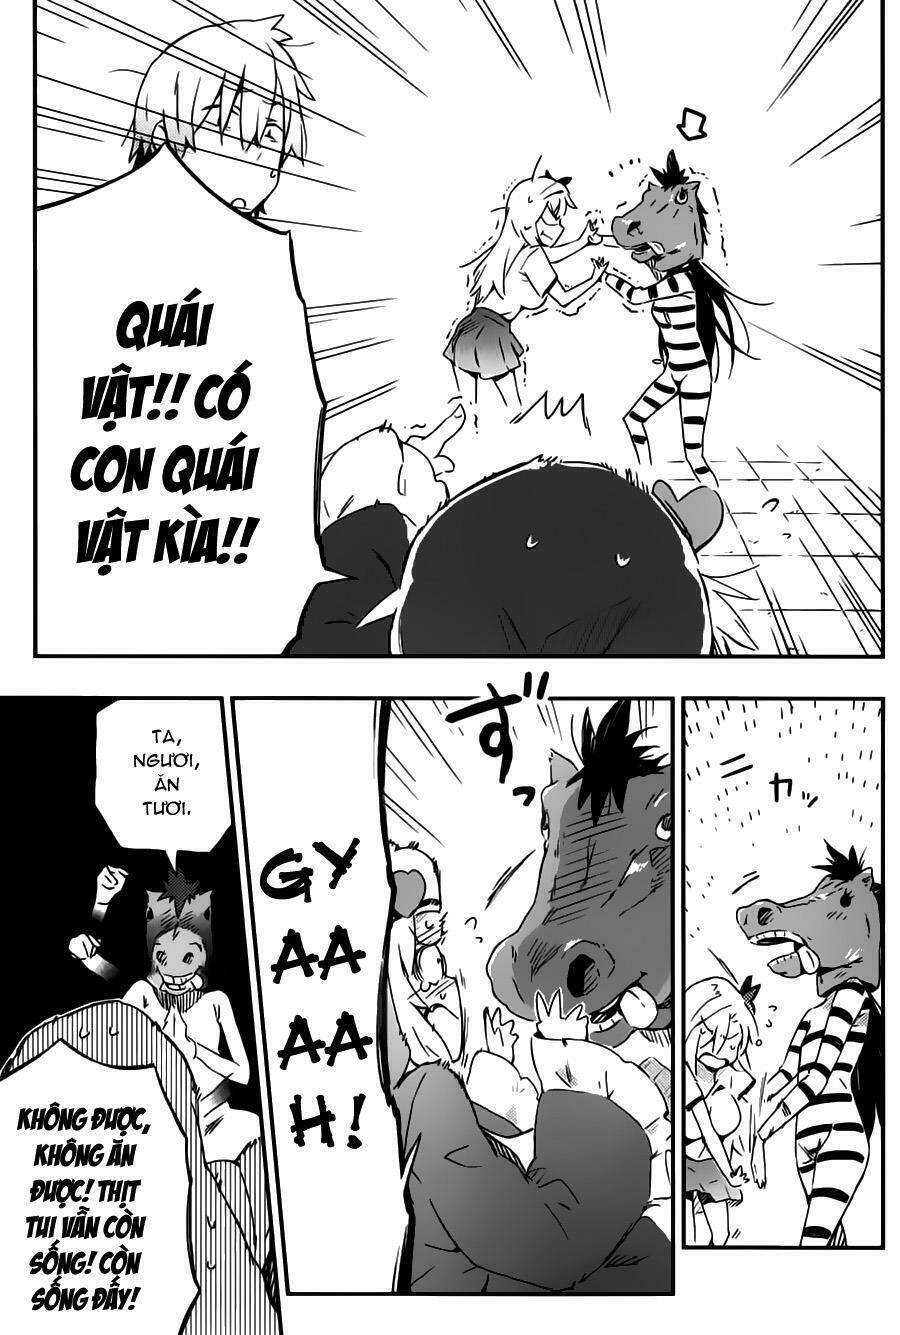 QUÁI
VẬT!! CÓ
CON QUÁI
VẬT KÌA!!
カッ
ずっ
GY
AA
AA
H!
TA,
NGƯƠI,
ĂN
TƯƠI.
KHÔNG ĐƯỢC,
KHÔNG ĂN
ĐƯỢC! THỊT
TUI VẪN CÒN
SỐNG! CÒN
SỐNG ĐẤY!